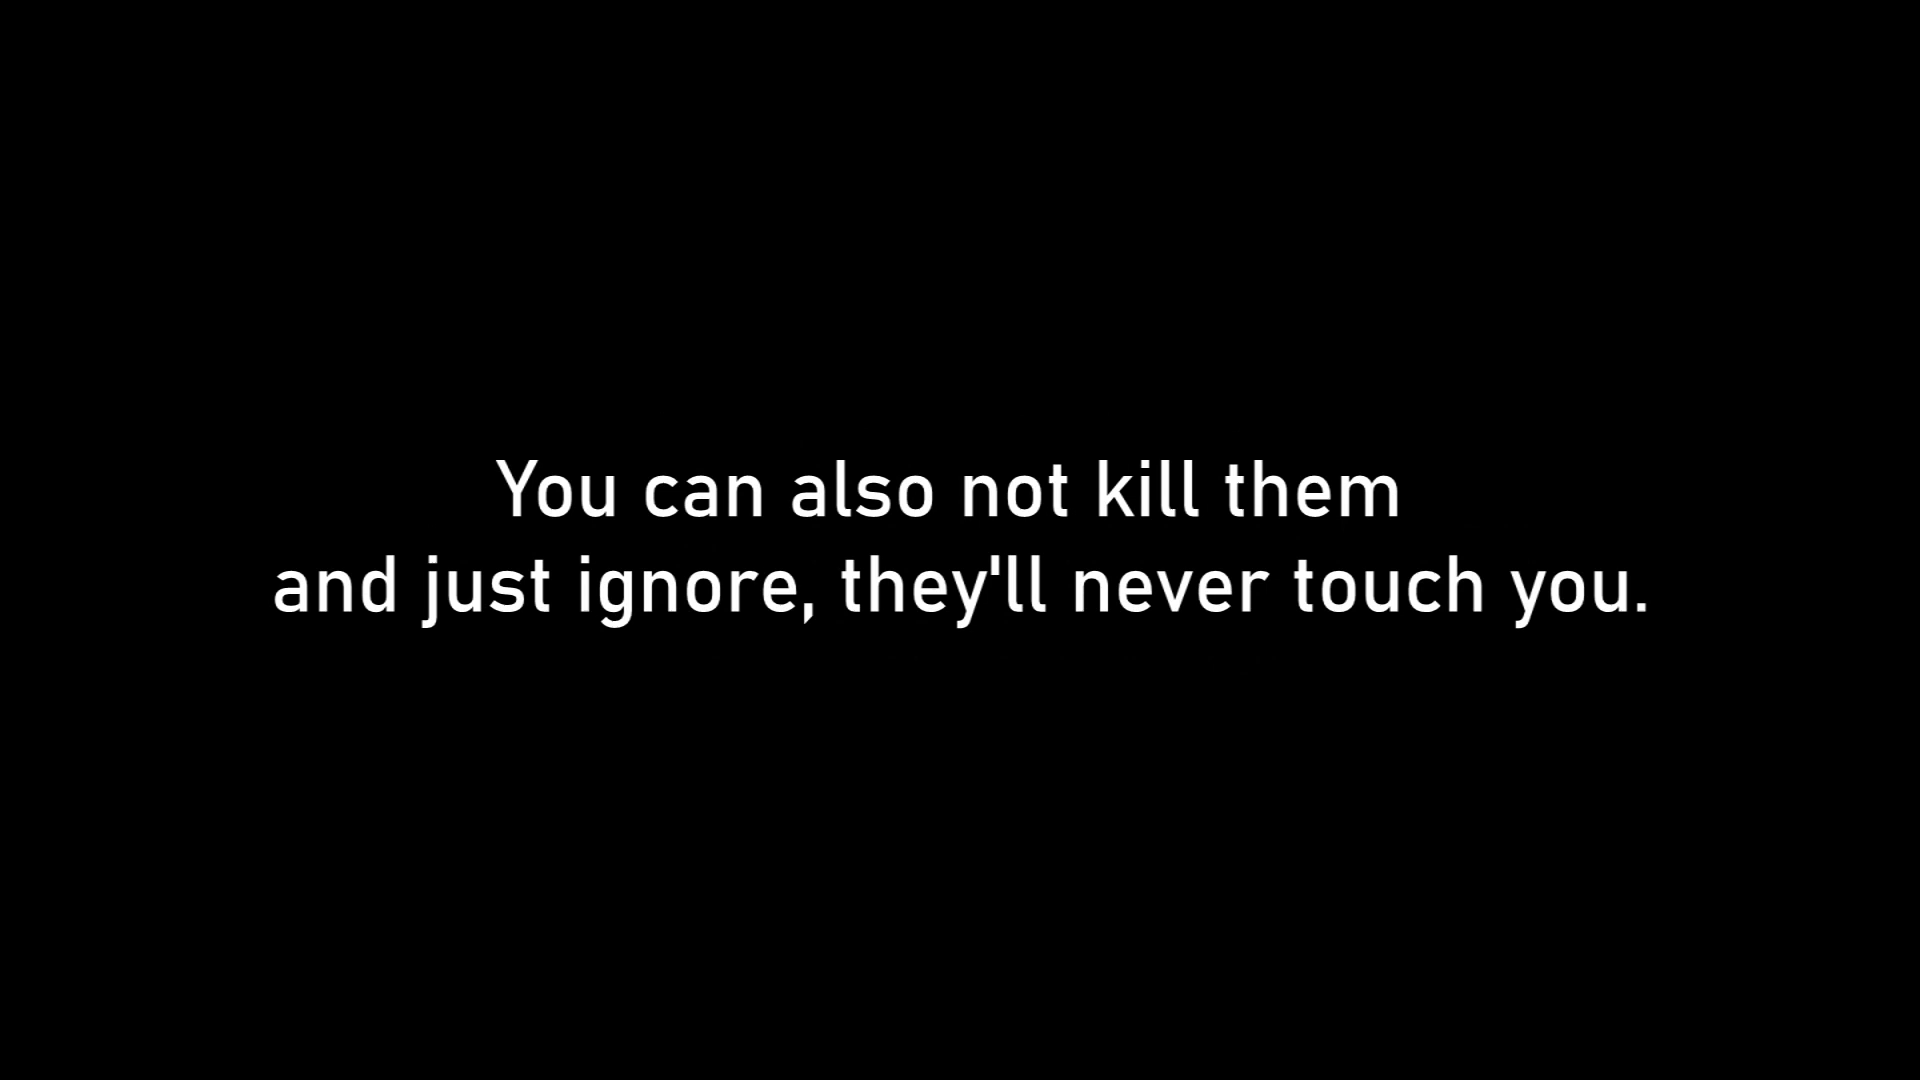 You can also not kill them
and just ignore, they'll never touch you.